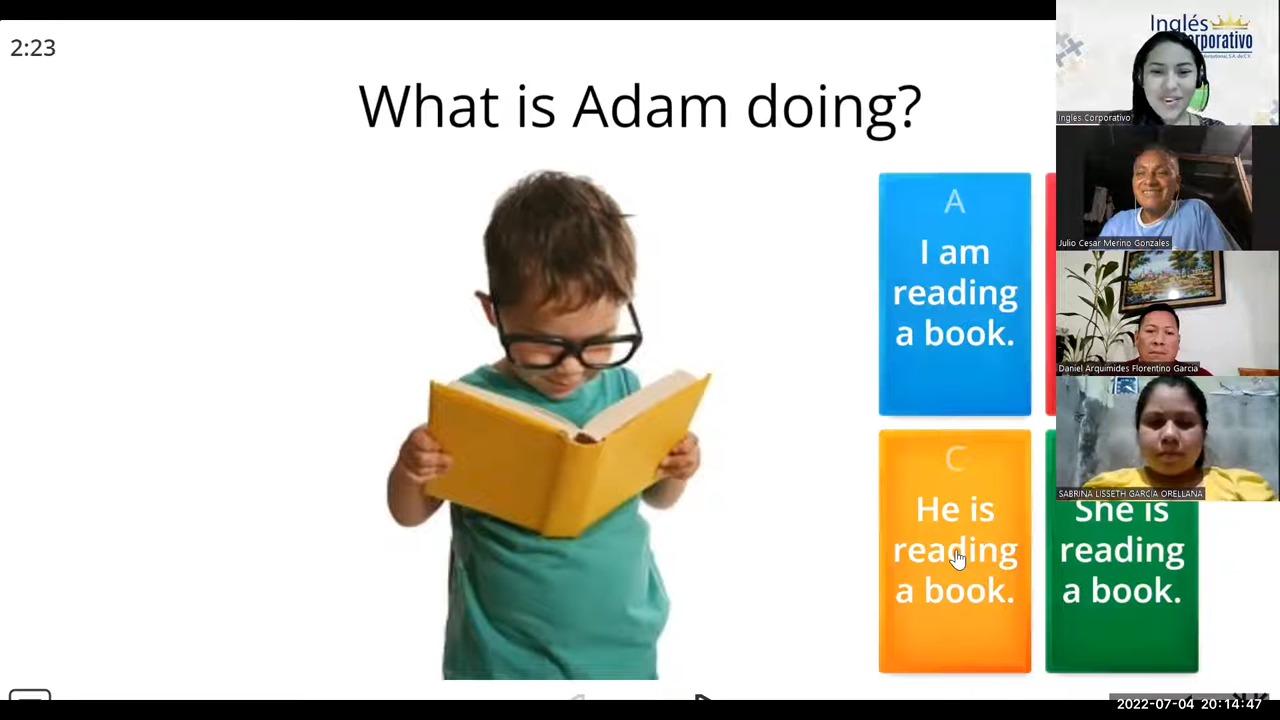 2:23
What is Adam doing?
A
I am
reading
a book.
C
He is
reading
a book.
She is
reading
a book.
Inglés
Ingles Corporativo
Julio Cesar Merino Gonzales
Daniel Arquimides Florentino Garcia
SABRINA LISSETH GARCIA ORELLANA
2022-07-04 20:14:47